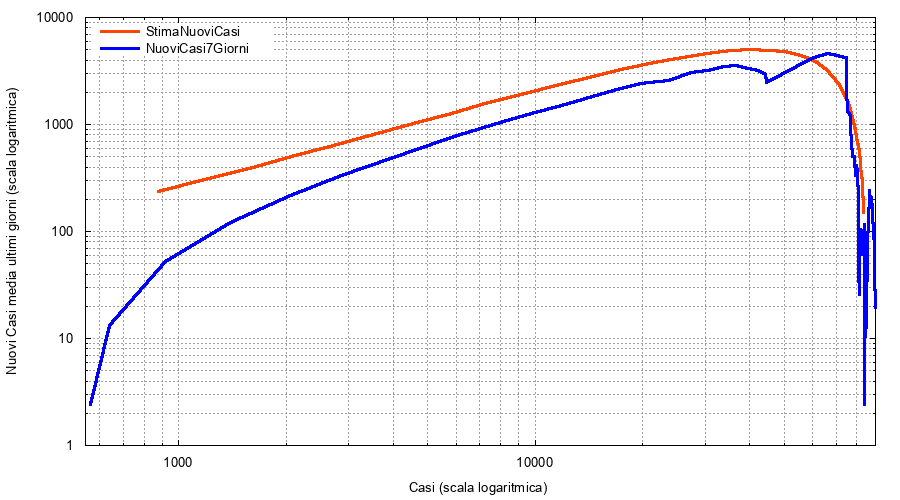 10000
StimaNuoviCasi
NuoviCasi7Giorni
1000
100
10
1
Nuovi Casi media ultimi giorni (scala logaritmica)
1000
10000
Casi (scala logaritmica)